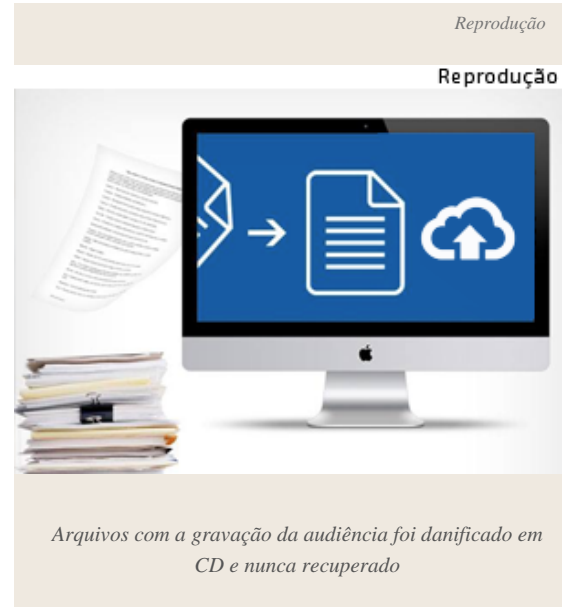 Reprodução
Reprodução
Arquivos com a gravação da audiência foi danificado em
CD e nunca recuperado